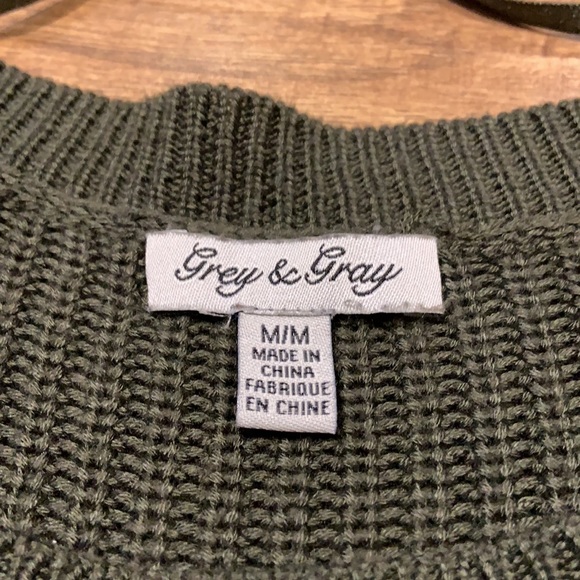 Grey & Gray
M/M
MADE IN
CHINA
FABRIQUE
EN CHINE